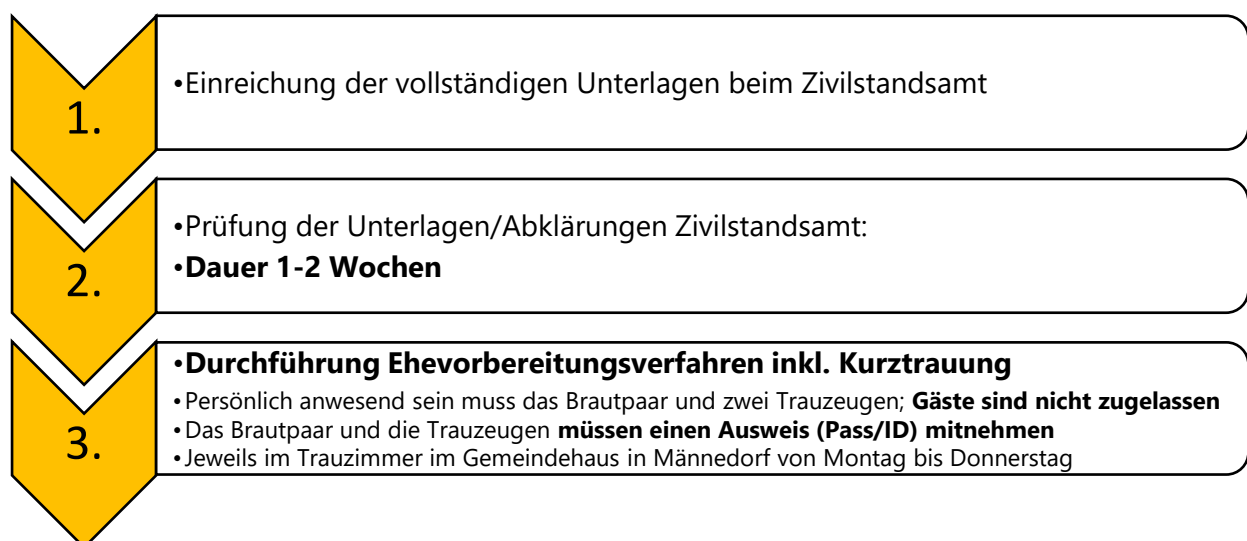 1.
•Einreichung der vollständigen Unterlagen beim Zivilstandsamt
2.
•Prüfung der Unterlagen/Abklärungen Zivilstandsamt:
•Dauer 1-2 Wochen
3.
•Durchführung Ehevorbereitungsverfahren inkl. Kurztrauung
•Persönlich anwesend sein muss das Brautpaar und zwei Trauzeugen; Gäste sind nicht zugelassen
•Das Brautpaar und die Trauzeugen müssen einen Ausweis (Pass/ID) mitnehmen
•Jeweils im Trauzimmer im Gemeindehaus in Männedorf von Montag bis Donnerstag